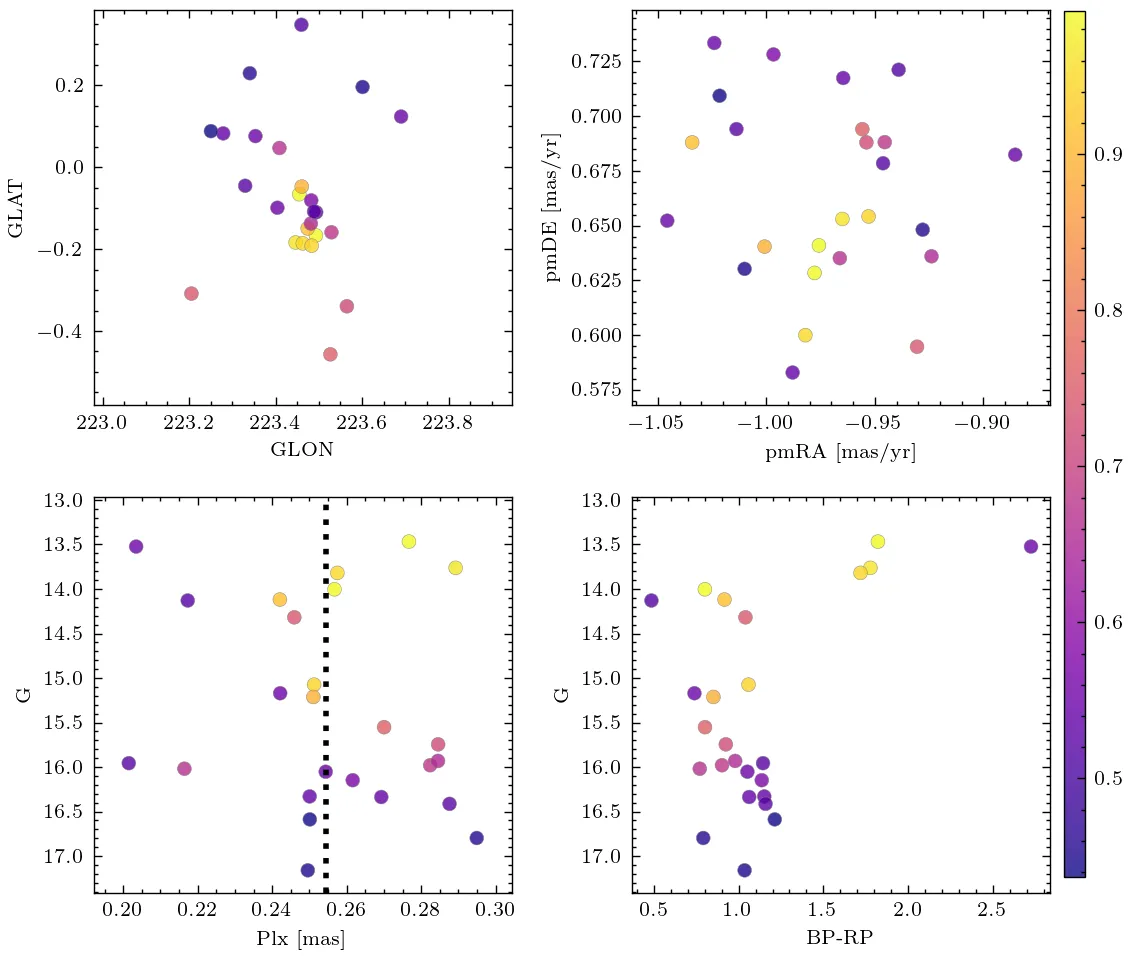 0.2
0.0
−0.2
−0.4
GLAT
223.0 223.2 223.4 223.6 223.8
GLON
0.725
0.700
0.675
0.650
0.625
0.600
0.575
pmDE [mas/yr]
−1.05 −1.00 −0.95 −0.90
pmRA [mas/yr]
0.9
0.8
0.7
0.6
0.5
13.0
13.5
14.0
14.5
15.0
15.5
16.0
16.5
17.0
G
0.20 0.22 0.24 0.26 0.28 0.30
Plx [mas]
13.0
13.5
14.0
14.5
15.0
15.5
16.0
16.5
17.0
G
0.5 1.0 1.5 2.0 2.5
BP-RP